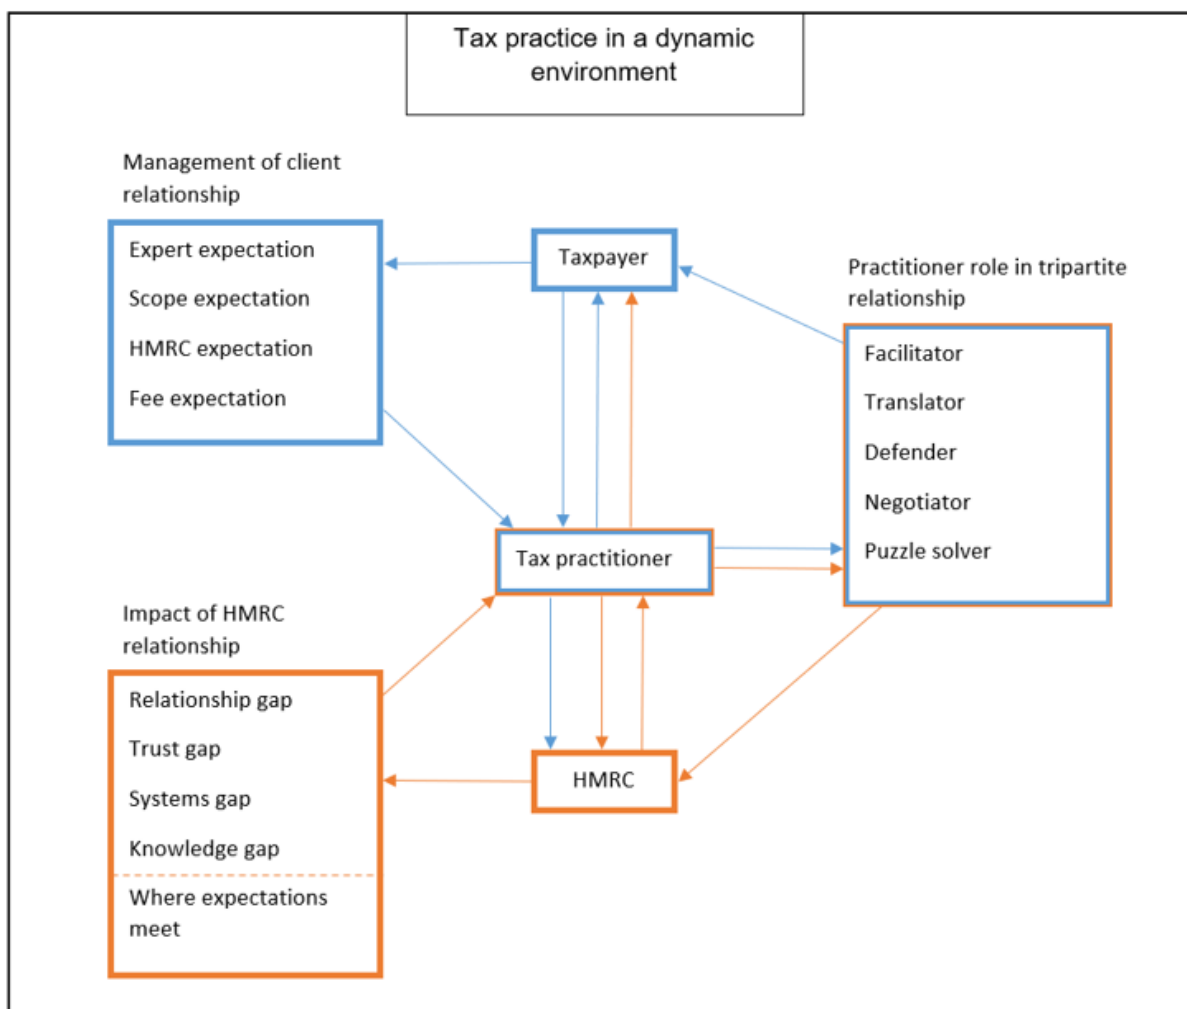 Tax practice in a dynamic
environment
Management of client
relationship
Expert expectation
Scope expectation
HMRC expectation
Fee expectation
Taxpayer
Practitioner role in tripartite
relationship
Facilitator
Translator
Defender
Negotiator
Puzzle solver
Tax practitioner
Impact of HMRC
relationship
Relationship gap
Trust gap
Systems gap
Knowledge gap
Where expectations
meet
HMRC